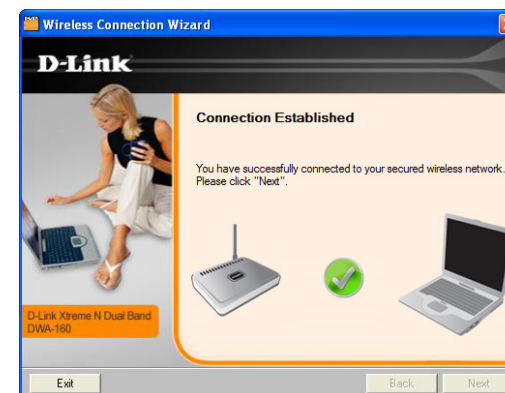 Wireless Connection Wizard
D-Link
Connection Established
You have successfully connected to your secured wireless network.
Please click "Next".
D-Link Xtreme N Dual Band
DWA-160
Exit
Back
Next